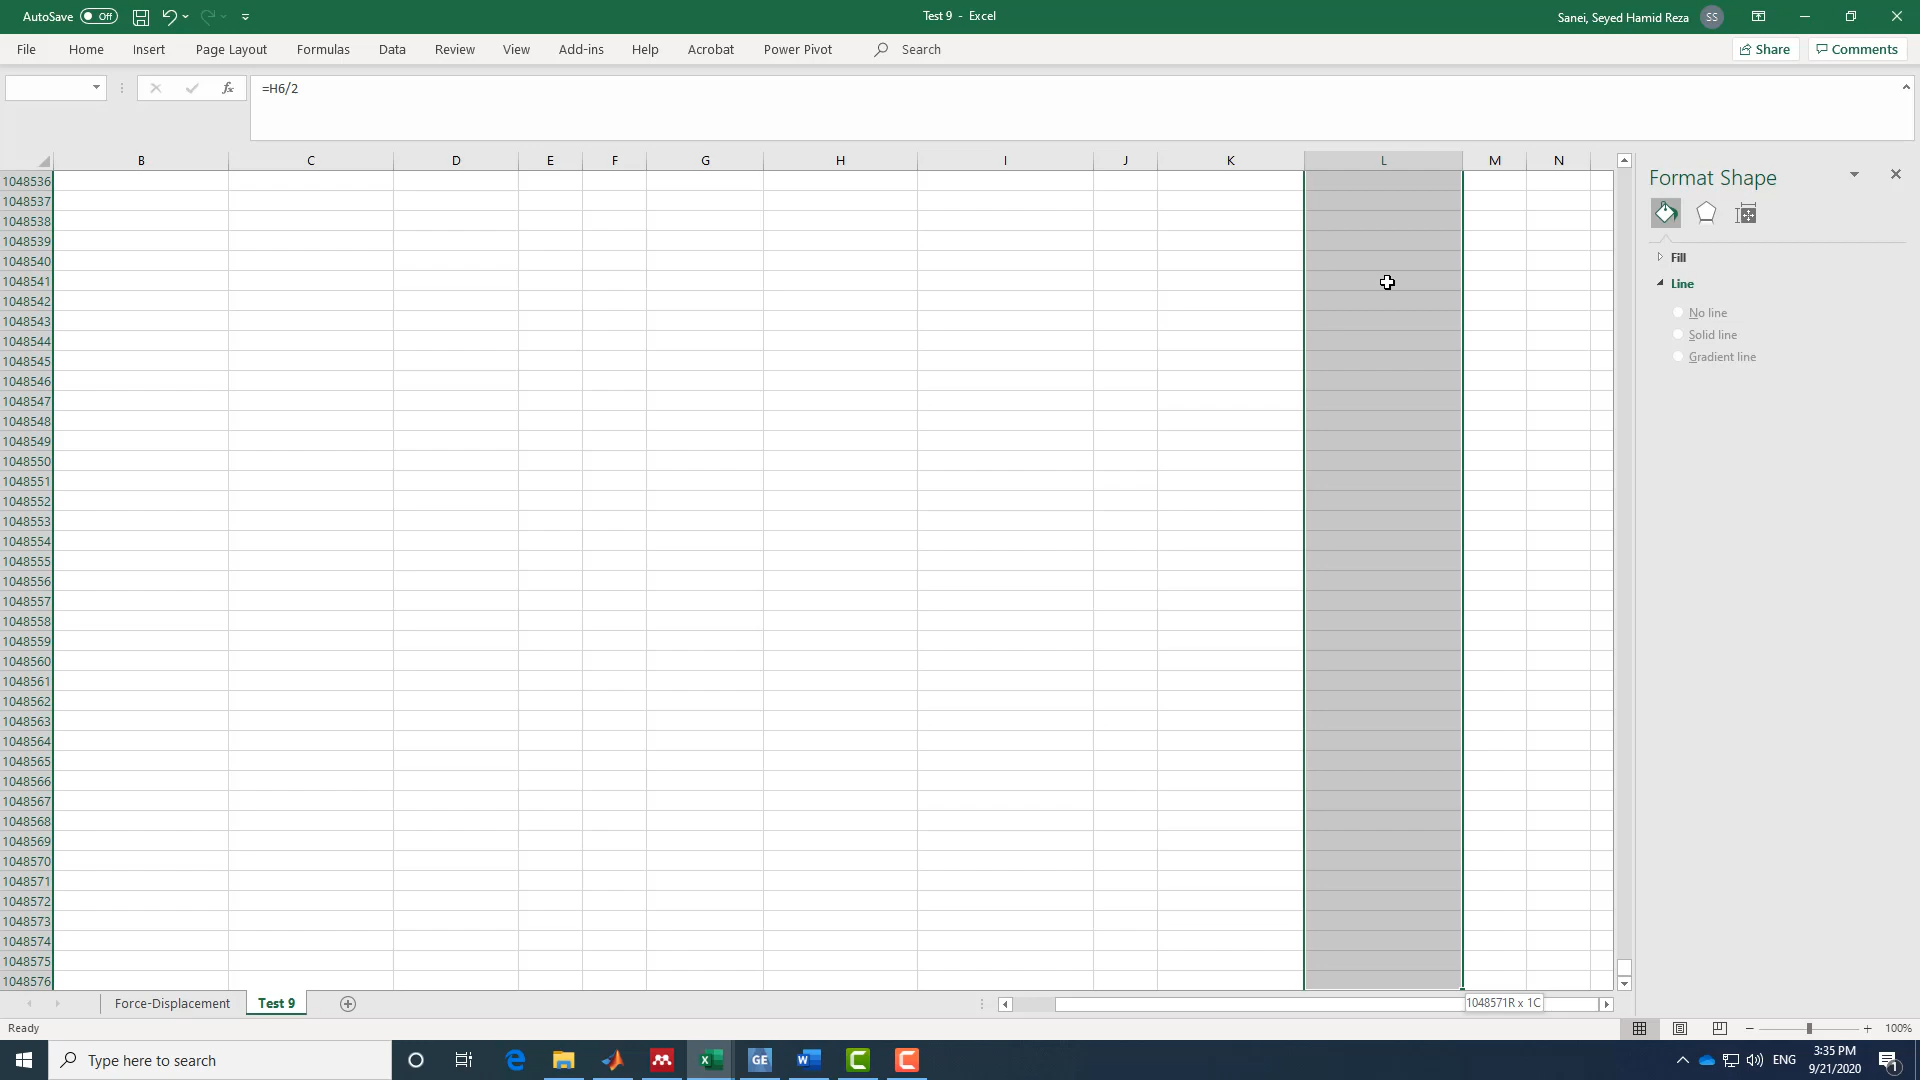 AutoSave Off
Test 9 - Excel
Sanei, Seyed Hamid Reza SS
File Home Insert Page Layout Formulas Data Review View Add-ins Help Acrobat Power Pivot Search
Share Comments
fx =H6/2
B C D E F G H I J K L M N
1048536
1048537
1048538
1048539
1048540
1048541
1048542
1048543
1048544
1048545
1048546
1048547
1048548
1048549
1048550
1048551
1048552
1048553
1048554
1048555
1048556
1048557
1048558
1048559
1048560
1048561
1048562
1048563
1048564
1048565
1048566
1048567
1048568
1048569
1048570
1048571
1048572
1048573
1048574
1048575
1048576
Format Shape
Fill
Line
No line
Solid line
Gradient line
Force-Displacement Test 9
1048571R x 1C
Ready
100%
Type here to search
GE
ENG
3:35 PM
9/21/2020
1